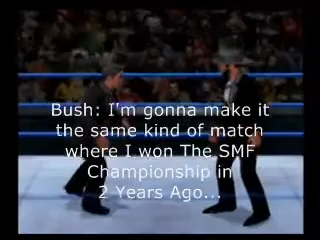 Bush: I'm gonna make it
the same kind of match
where I won The SMF
Championship in
2 Years Ago...